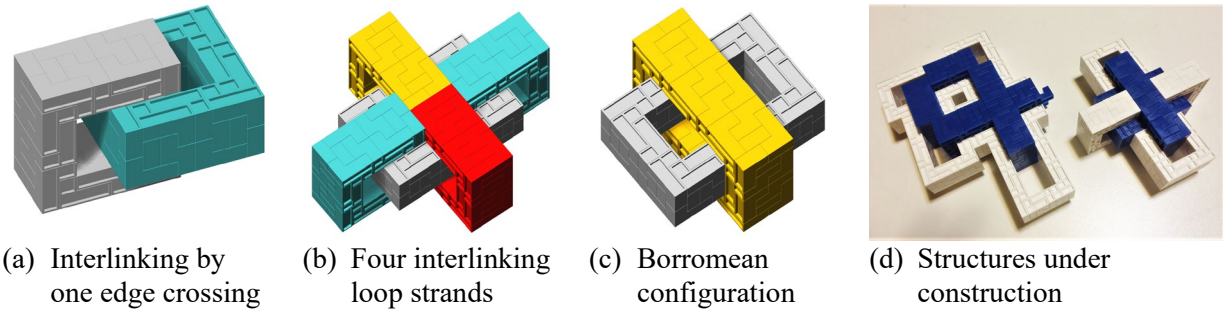 (a) Interlinking by
one edge crossing
(b) Four interlinking
loop strands
(c) Borromean
configuration
(d) Structures under
construction